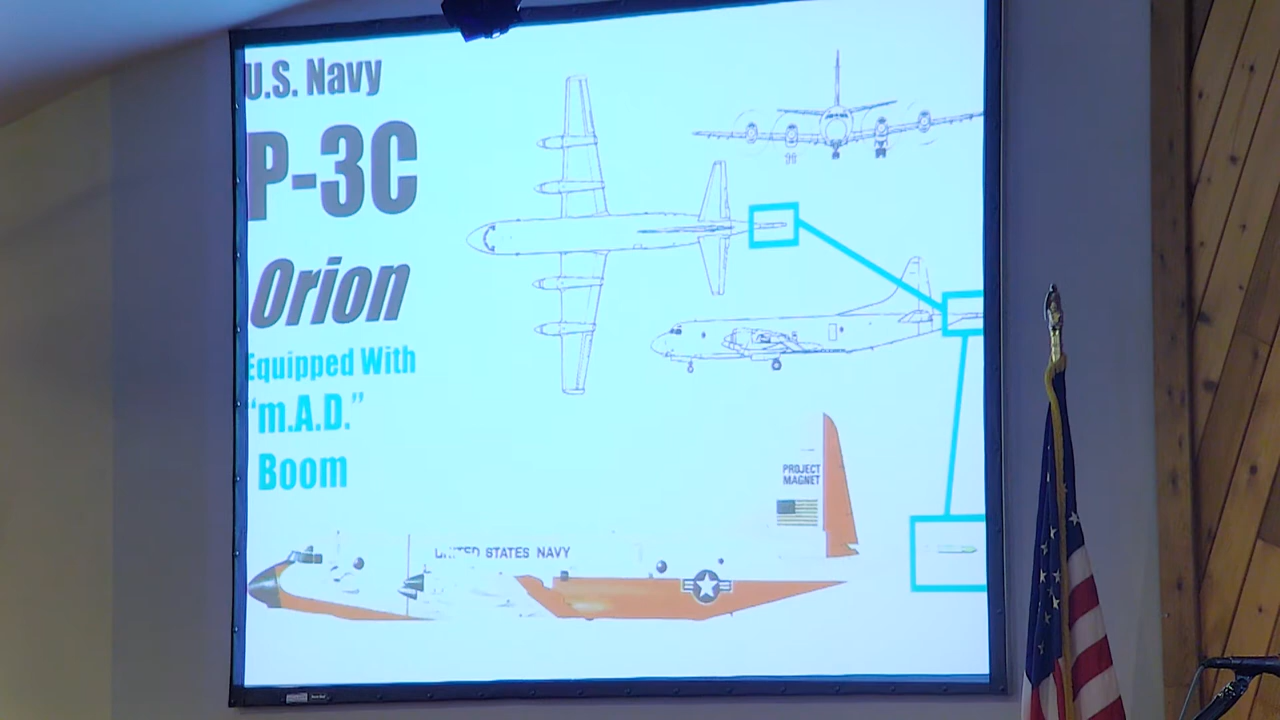 U.S. Navy
P-3C
Orion
Equipped With
“m.A.D.”
Boom
PROJECT
MAGNET
UNITED STATES NAVY